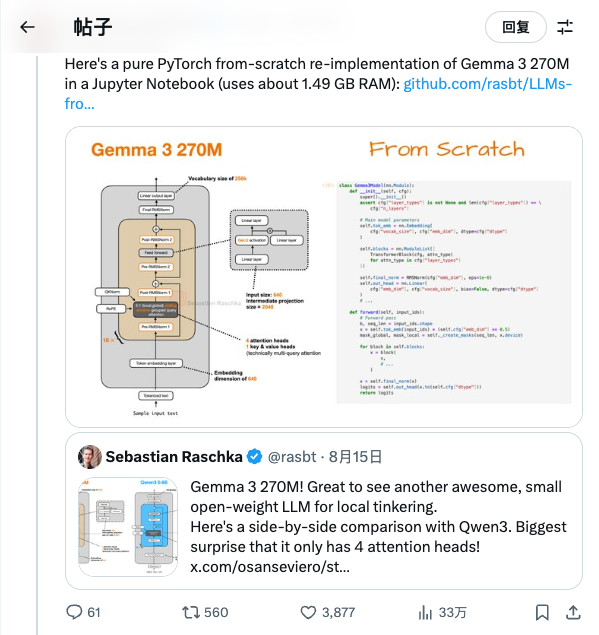 帖子
回复
Here's a pure PyTorch from-scratch re-implementation of Gemma 3 270M
in a Jupyter Notebook (uses about 1.49 GB RAM): github.com/rasbt/LLMs-
fro...
Gemma 3 270M
From Scratch
Vocabulary size of 256k
Linear output layer
Final RMSNorm
Post-RMSNorm 2
Feed forward
Pre-RMSNorm 2
Post-RMSNorm 1
QKNorm
RoPE
Pre-RMSNorm 1
18 ×
Token embedding layer
Tokenized text
Sample input text
Linear layer
GeLU activation
Linear layer
Linear layer
Input size: 640
Intermediate projection
size = 2048
Sebastian Raschka
4 attention heads
1 key & value heads
(technically multi-query attention
Embedding
dimension of 640
class Gemma3Model(nn.Module):
def __init__(self, cfg):
super().__init__()
assert cfg["layer_types"] is not None and len(cfg["layer_types"]) == \
cfg["n_layers"]
# Main model parameters
self.tok_emb = nn.Embedding(
cfg["vocab_size"], cfg["emb_dim"], dtype=cfg["dtype"])
self.blocks = nn.ModuleList([
TransformerBlock(cfg, attn_type)
for attn_type in cfg["layer_types"]
])
self.final_norm = RMSNorm(cfg["emb_dim"], eps=1e-6)
self.out_head = nn.Linear(
cfg["emb_dim"], cfg["vocab_size"], bias=False, dtype=cfg["dtype"])
# ...
def forward(self, input_ids):
# Forward pass
b, seq_len = input_ids.shape
x = self.tok_emb(input_ids) * (self.cfg["emb_dim"] ** 0.5)
mask_global, mask_local = self._create_masks(seq_len, x.device)
for block in self.blocks:
x = block(
x,
# ...
)
x = self.final_norm(x)
logits = self.out_head(x.to(self.cfg["dtype"]))
return logits
Sebastian Raschka @rasbt · 8月15日
Gemma 3 270M! Great to see another awesome, small
open-weight LLM for local tinkering.
Here's a side-by-side comparison with Qwen3. Biggest
surprise that it only has 4 attention heads!
x.com/osanseviero/st...
61 560 3,877 33万